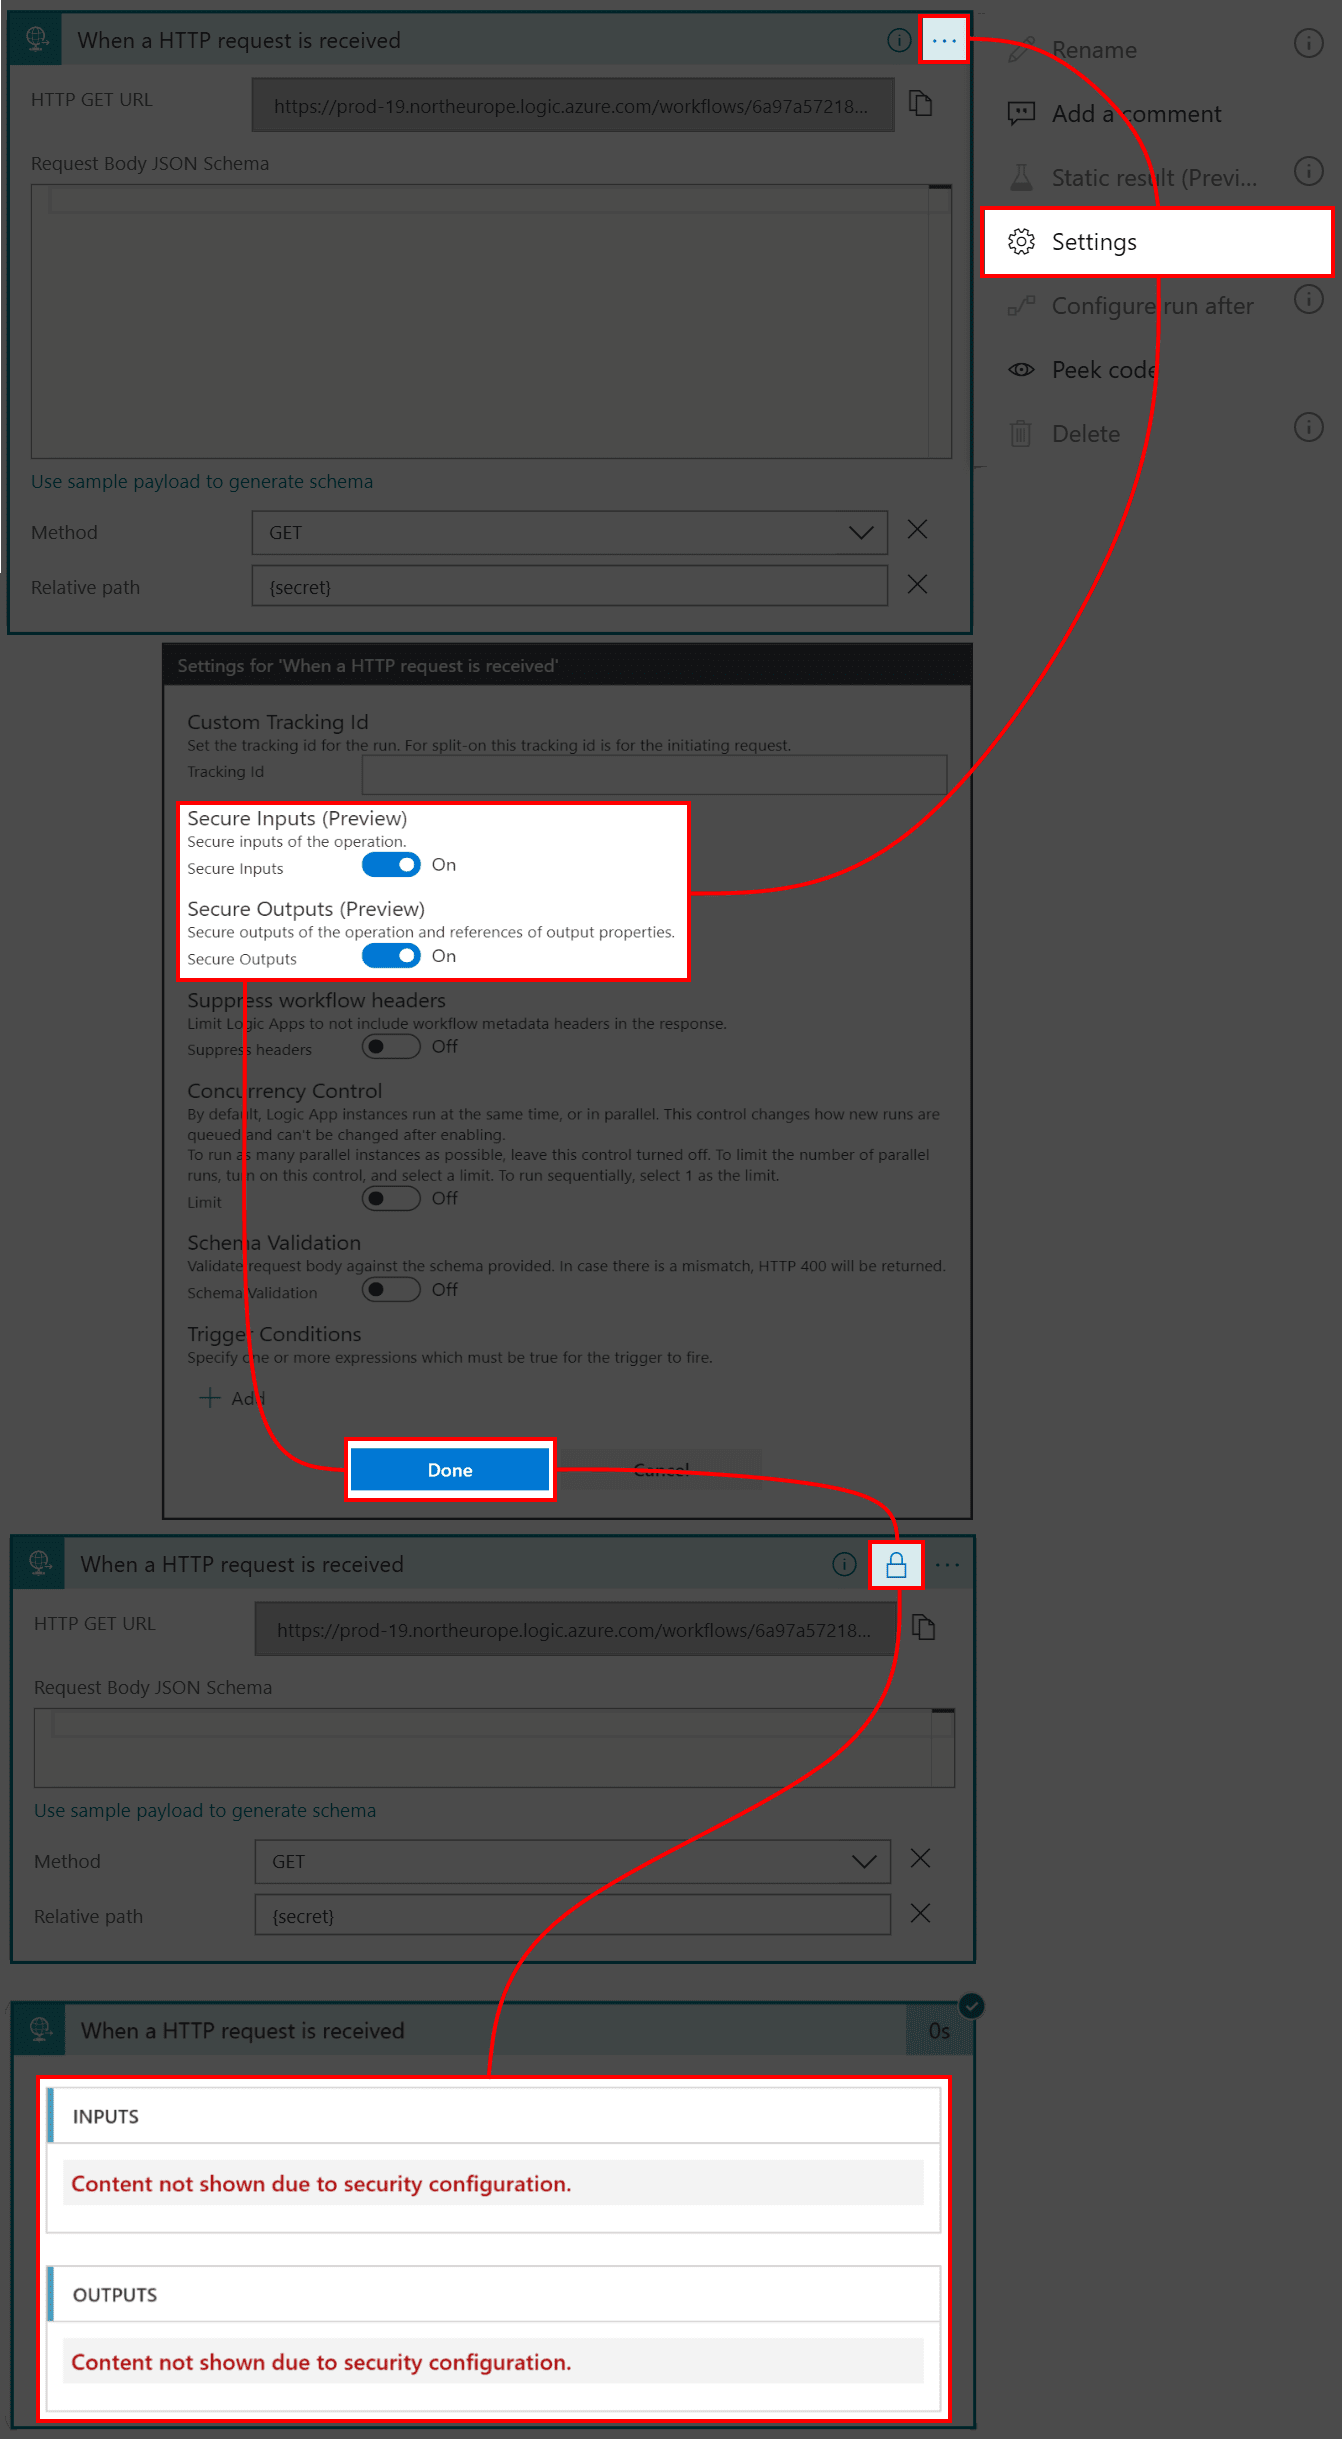 When a HTTP request is received
...
HTTP GET URL
https://prod-19.northeurope.logic.azure.com/workflows/6a97a57218...
Request Body JSON Schema
Use sample payload to generate schema
Method
GET
Relative path
{secret}
Rename
Add a comment
Static result (Previ...
Settings
Configure run after
Peek code
Delete
Settings for 'When a HTTP request is received'
Custom Tracking Id
Set the tracking id for the run. For split-on this tracking id is for the initiating request.
Tracking Id
Secure Inputs (Preview)
Secure inputs of the operation.
Secure Inputs
On
Secure Outputs (Preview)
Secure outputs of the operation and references of output properties.
Secure Outputs
On
Suppress workflow headers
Limit Logic Apps to not include workflow metadata headers in the response.
Suppress headers
Off
Concurrency Control
By default, Logic App instances run at the same time, or in parallel. This control changes how new runs are
queued and can't be changed after enabling.
To run as many parallel instances as possible, leave this control turned off. To limit the number of parallel
runs, turn on this control, and select a limit. To run sequentially, select 1 as the limit.
Limit
Off
Schema Validation
Validate request body against the schema provided. In case there is a mismatch, HTTP 400 will be returned.
Schema Validation
Off
Trigger Conditions
Specify one or more expressions which must be true for the trigger to fire.
Add
Done
Cancel
When a HTTP request is received
...
HTTP GET URL
https://prod-19.northeurope.logic.azure.com/workflows/6a97a57218...
Request Body JSON Schema
Use sample payload to generate schema
Method
GET
Relative path
{secret}
When a HTTP request is received
0s
INPUTS
Content not shown due to security configuration.
OUTPUTS
Content not shown due to security configuration.